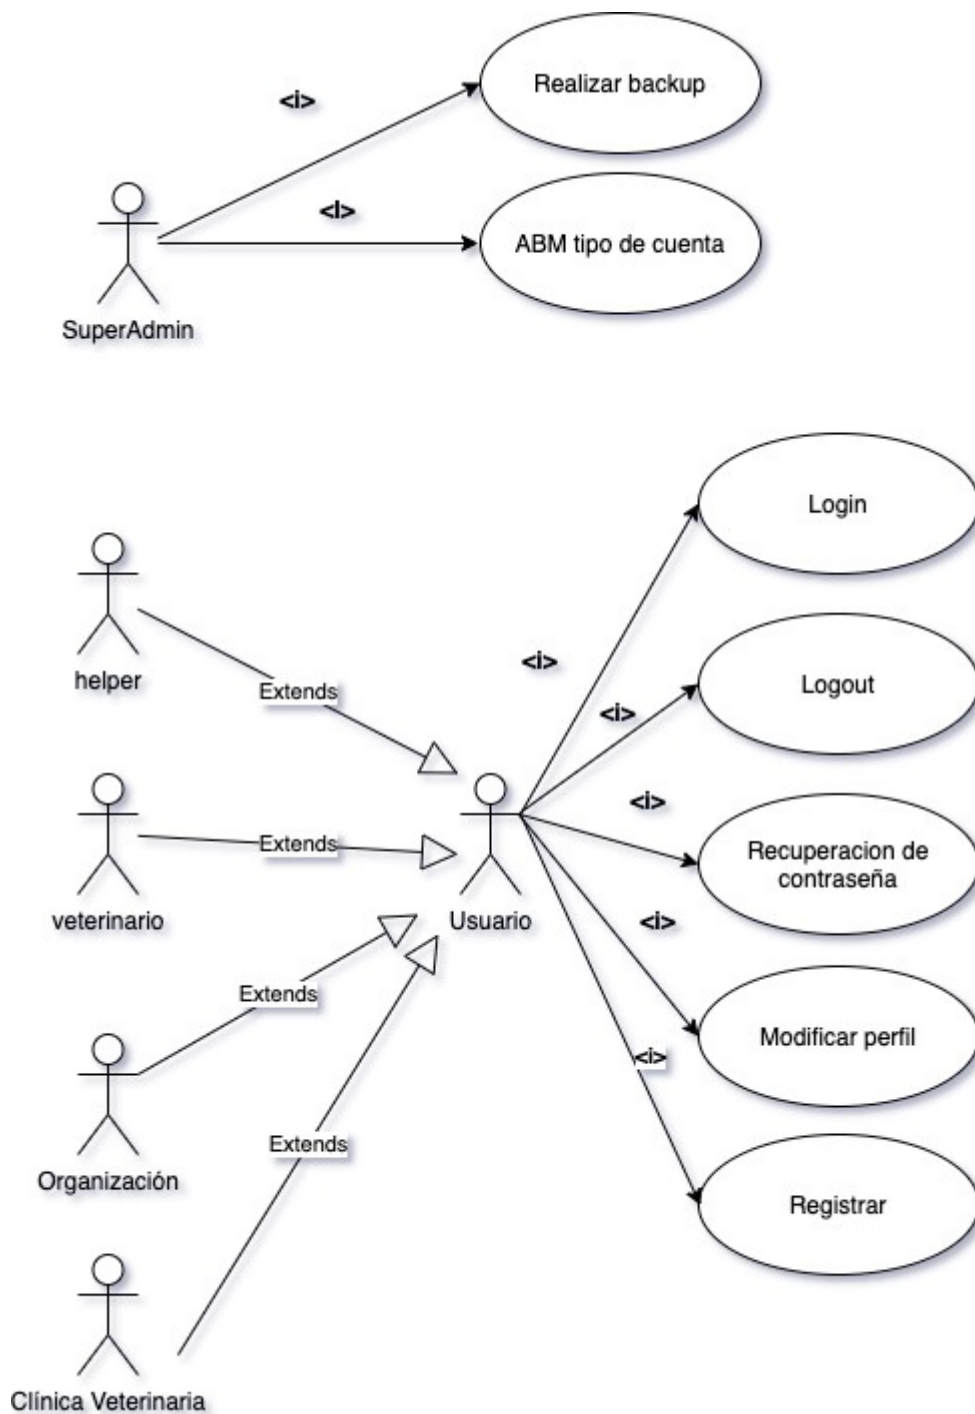 <i>
Realizar backup
<I>
ABM tipo de cuenta
SuperAdmin
Login
<i>
helper
Extends
<i>
Logout
<i>
Recuperacion de
contraseña
veterinario
Extends
Usuario
<i>
Extends
Modificar perfil
<i>
Organización
Extends
Registrar
Clínica Veterinaria